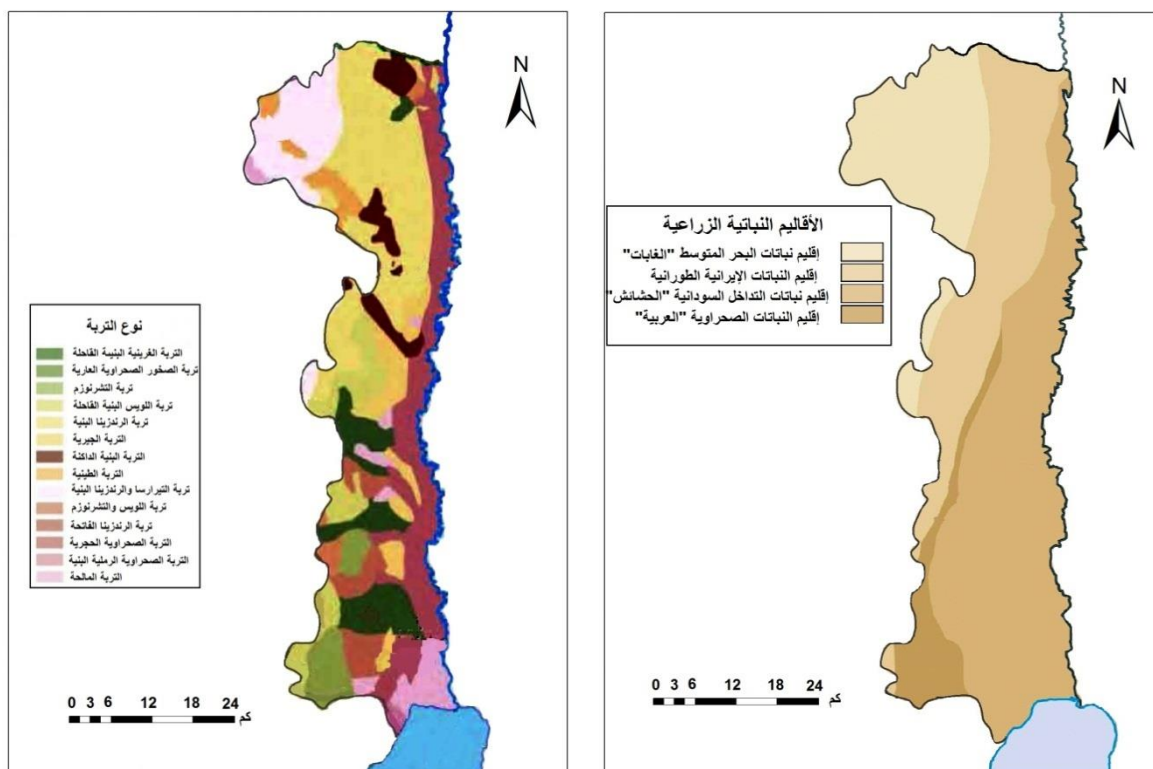 N
نوع التربة
التربة الغرينية البنيىة القاحلة
تربة الصخور الصحراوية العارية
تربة التشرنوزم
تربة اللويس البنية القاحلة
تربة الرندزينا البنية
التربة الجيرية
التربة البنية الداكنة
التربة الطينية
تربة التيرارسا والرندزينا البنية
تربة اللويس والتشرنوزم
تربة الرندزينا الفاتحة
التربة الصحراوية الحجرية
التربة الصحراوية الرملية البنية
التربة المالحة
0 3 6 12 18 24
كم
N
الأقاليم النباتية الزراعية
إقليم نباتات البحر المتوسط "الغابات"
إقليم النباتات الإيرانية الطورانية
إقليم نباتات التداخل السودانية "الحشائش"
إقليم النباتات الصحراوية "العربية"
0 3 6 12 18 24
كم